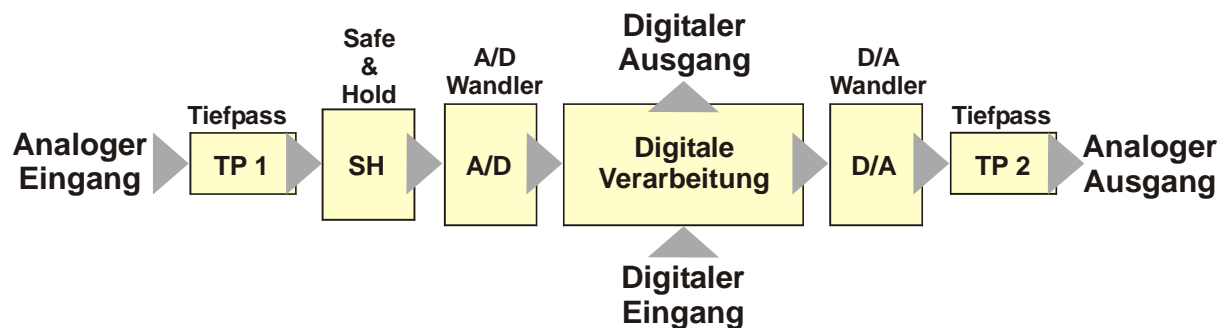 Analoger
Eingang
Tiefpass
TP 1
Safe
&
Hold
SH
A/D
Wandler
A/D
Digitaler
Ausgang
Digitale
Verarbeitung
Digitaler
Eingang
D/A
Wandler
D/A
Tiefpass
TP 2
Analoger
Ausgang